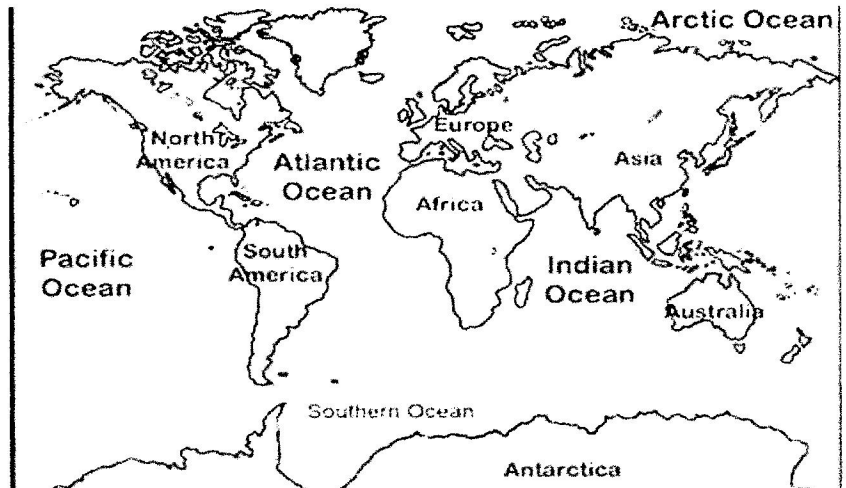 Arctic Ocean
North
America
Europe
Asia
Atlantic
Ocean
Africa
Pacific
Ocean
South
America
Indian
Ocean
Australia
Southern Ocean
Antarctica